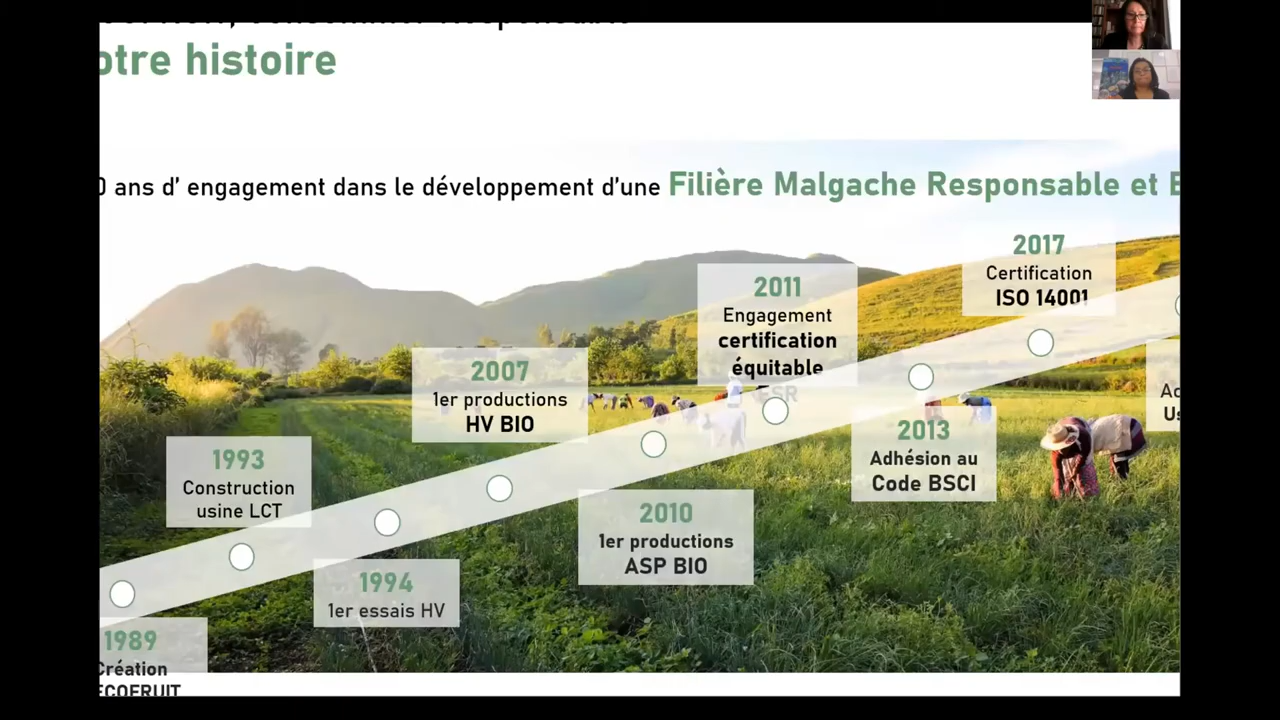 otre histoire
ans d' engagement dans le développement d'une Filière Malgache Responsable et
2017
Certification
ISO 14001
2011
Engagement
certification
équitable
2007
1er productions
HV BIO
2013
Adhésion au
Code BSCI
1993
Construction
usine LCT
2010
1er productions
ASP BIO
1994
1er essais HV
1989
Création